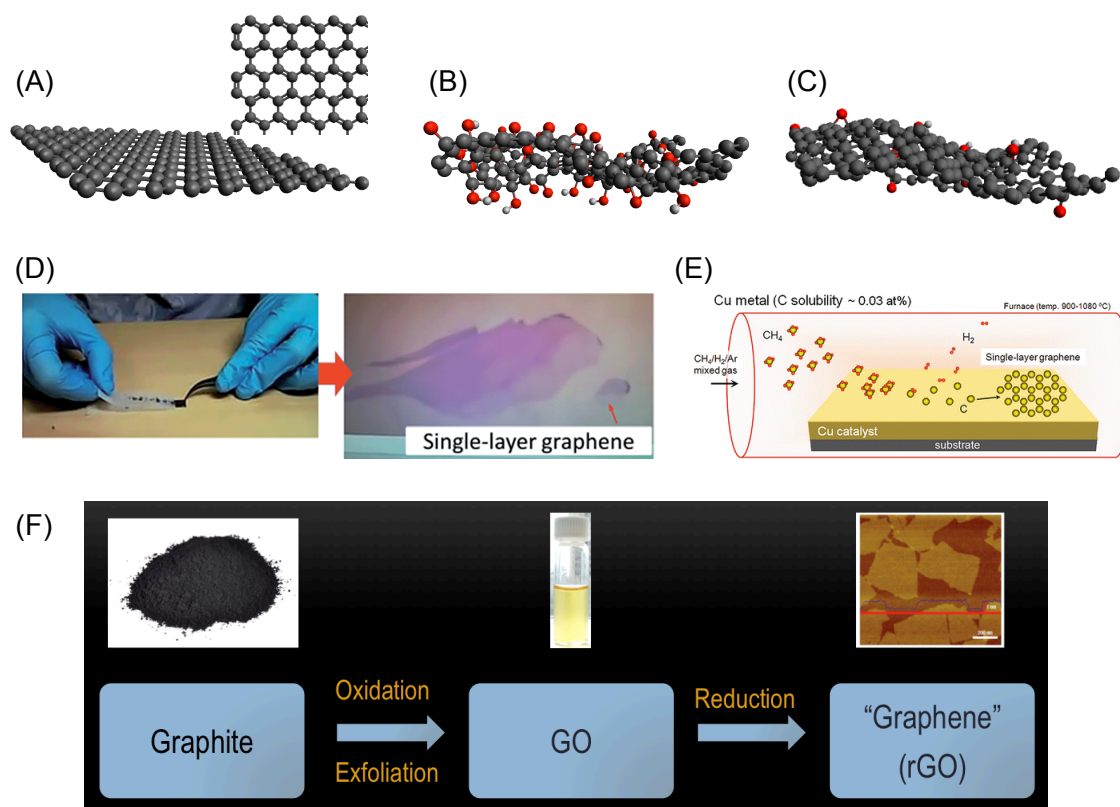 (A)
(B)
(C)
(D)
Single-layer graphene
(E)
Cu metal (C solubility ~ 0.03 at%)
Furnace (temp. 900-1080 ºC)
CH4
H2
CH4/H2/Ar
mixed gas
Single-layer graphene
C
Cu catalyst
substrate
(F)
Graphite
Oxidation
Exfoliation
GO
Reduction
“Graphene”
(rGO)